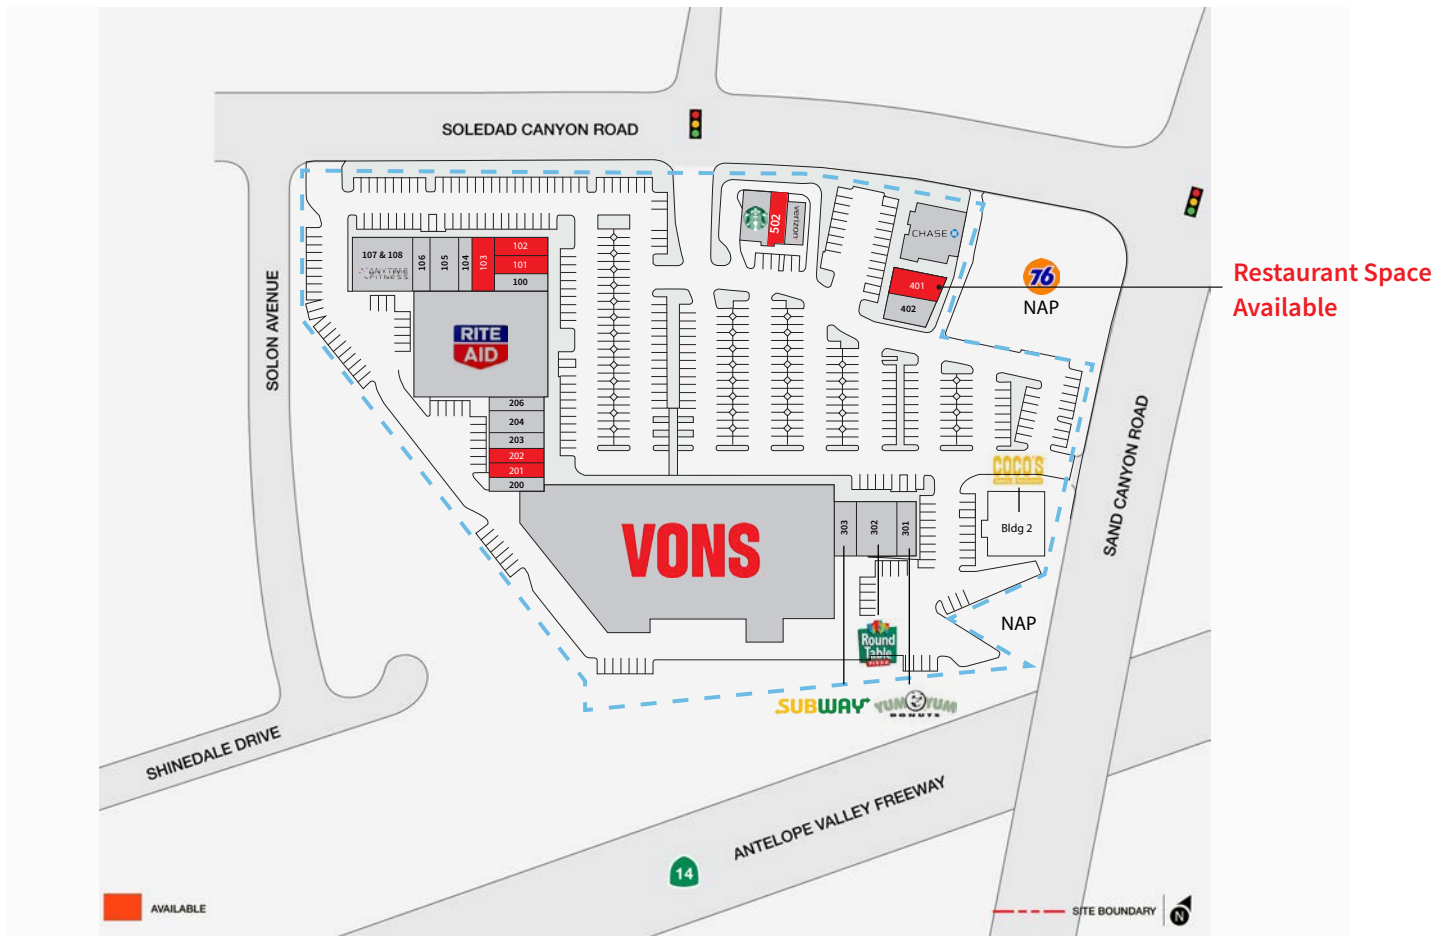 SOLEDAD CANYON ROAD
SOLON AVENUE
SHINEDALE DRIVE
ANTELOPE VALLEY FREEWAY
14
SAND CANYON ROAD
107 & 108
ANYTIME
FITNESS
106
105
104
103
102
101
100
RITE
AID
206
204
203
202
201
200
VONS
303
302
301
Round
Table
PIZZA
SUBWAY
YUM YUM
DONUTS
502
verizon
CHASE
401
402
76
NAP
Restaurant Space
Available
COCO'S
Bldg 2
NAP
AVAILABLE
SITE BOUNDARY
N